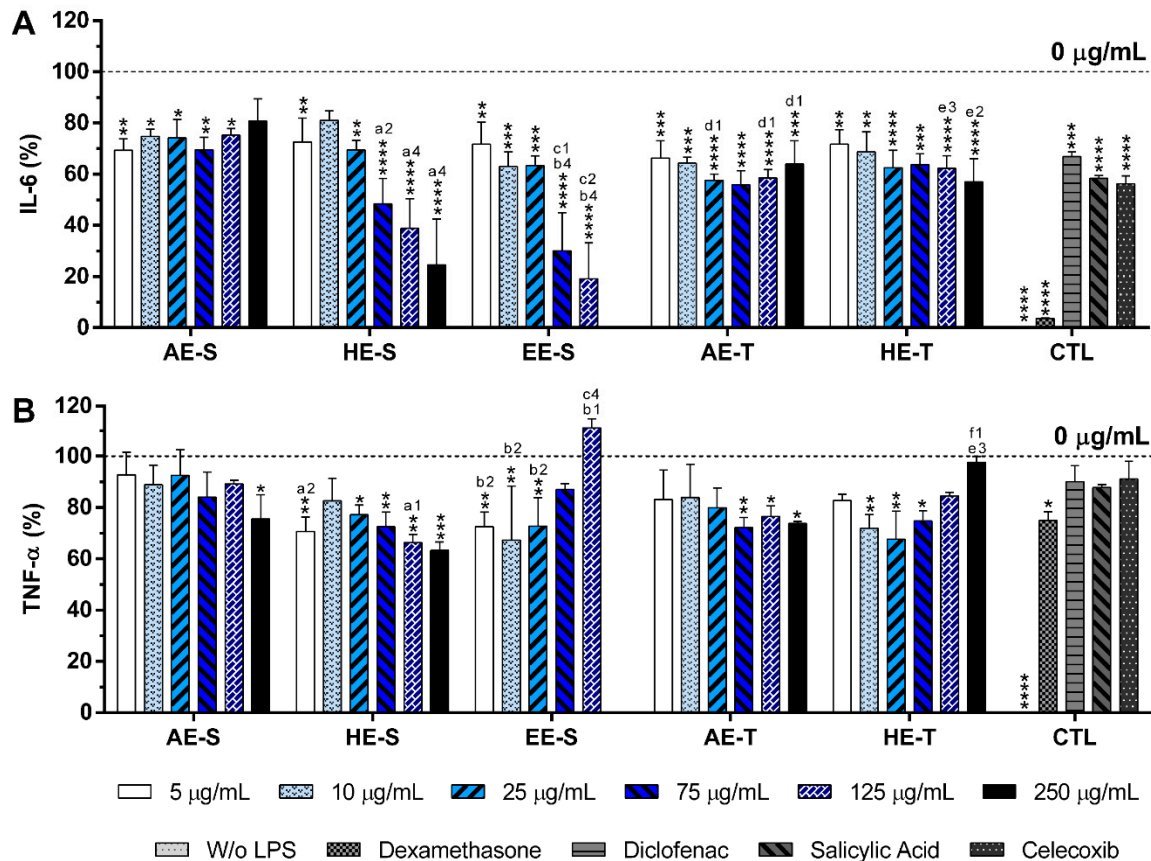 A
120
0 μg/mL
100
80
60
40
20
0
IL-6 (%)
a2
a4
a4
c1
b4
c2
b4
d1
d1
d1
e3
e2
AE-S HE-S EE-S AE-T HE-T CTL
B
120
0 μg/mL
100
80
60
40
20
0
TNF-α (%)
a2
a1
b2
b2
b2
c4
b1
f1
e3
AE-S HE-S EE-S AE-T HE-T CTL
5 μg/mL 10 μg/mL 25 μg/mL 75 μg/mL 125 μg/mL 250 μg/mL
W/o LPS Dexamethasone Diclofenac Salicylic Acid Celecoxib